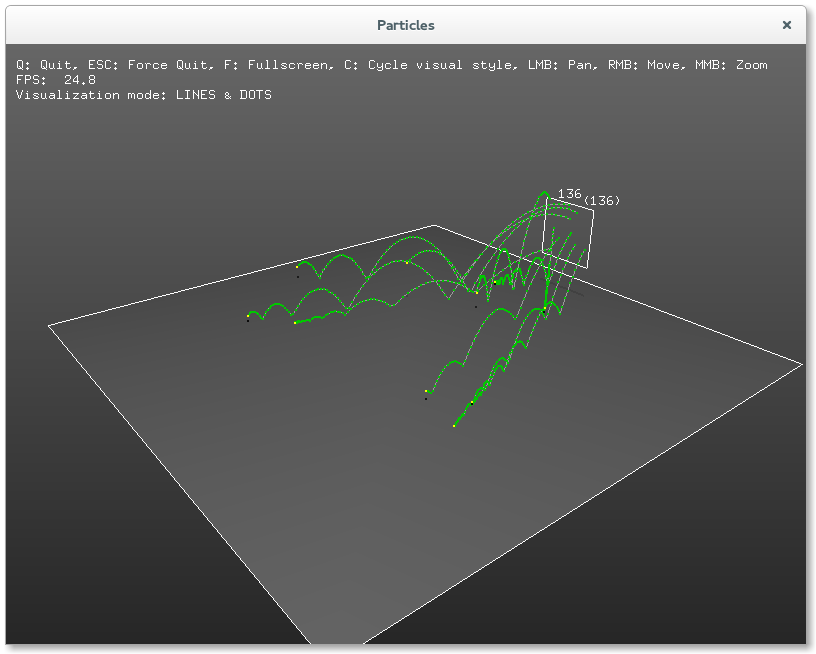 Particles
Q: Quit, ESC: Force Quit, F: Fullscreen, C: Cycle visual style, LMB: Pan, RMB: Move, MMB: Zoom
FPS:  24.8
Visualization mode: LINES & DOTS
136 (136)